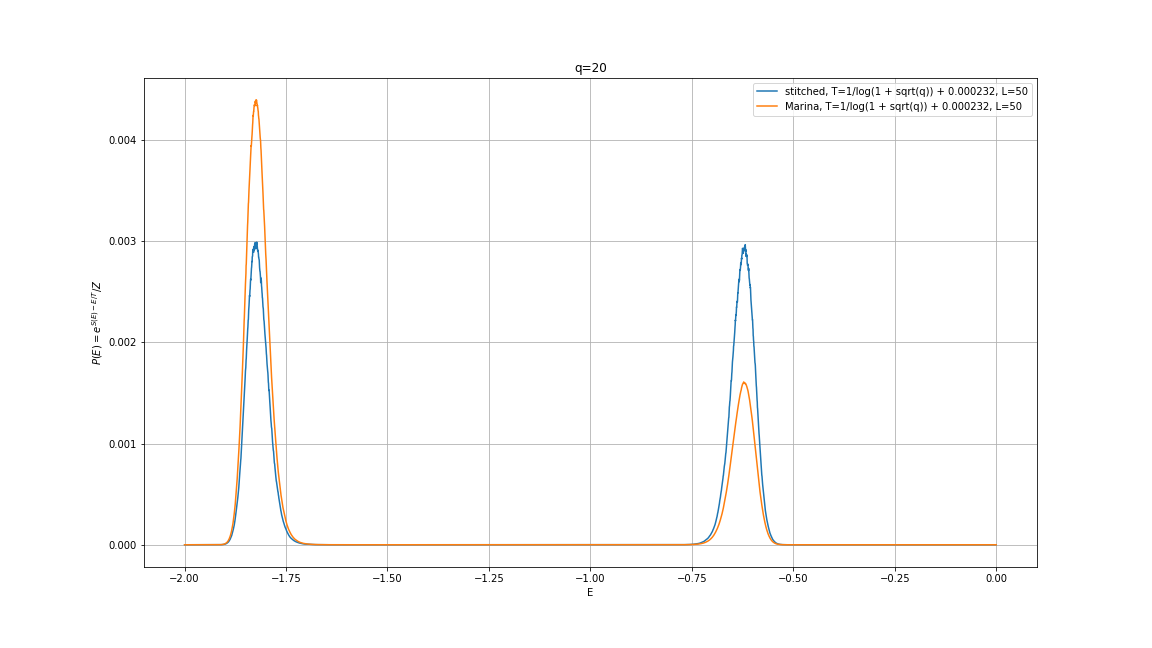 q=20
stitched, T=1/log(1 + sqrt(q)) + 0.000232, L=50
Marina, T=1/log(1 + sqrt(q)) + 0.000232, L=50
P(E) = e^{S(E) − E/T}/Z
0.004
0.003
0.002
0.001
0.000
−2.00 −1.75 −1.50 −1.25 −1.00 −0.75 −0.50 −0.25 0.00
E